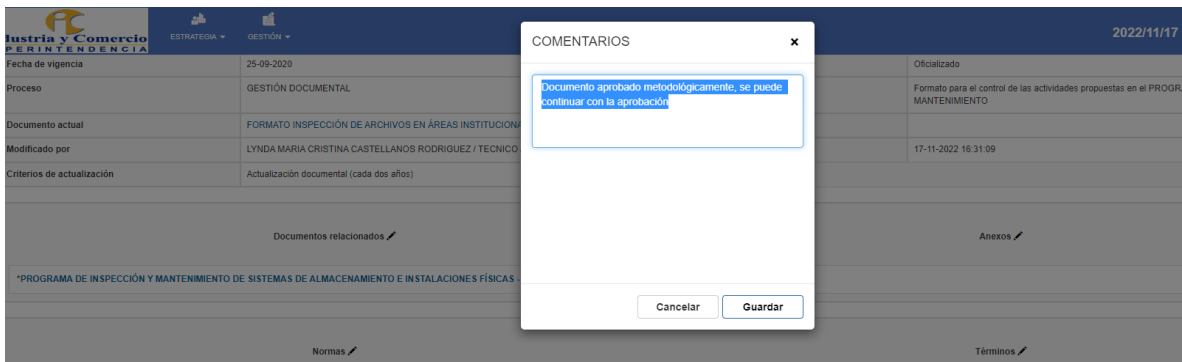 lustria y Comercio
PERINTENDENCIA
ESTRATEGIA
GESTIÓN
2022/11/17
COMENTARIOS
×
Documento aprobado metodológicamente, se puede
continuar con la aprobación
Cancelar
Guardar
Fecha de vigencia
25-09-2020
Oficializado
Proceso
GESTIÓN DOCUMENTAL
Formato para el control de las actividades propuestas en el PROGRA
MANTENIMIENTO
Documento actual
FORMATO INSPECCIÓN DE ARCHIVOS EN ÁREAS INSTITUCIONA
Modificado por
LYNDA MARIA CRISTINA CASTELLANOS RODRIGUEZ / TECNICO
17-11-2022 16:31:09
Criterios de actualización
Actualización documental (cada dos años)
Documentos relacionados
Anexos
*PROGRAMA DE INSPECCIÓN Y MANTENIMIENTO DE SISTEMAS DE ALMACENAMIENTO E INSTALACIONES FÍSICAS -
Normas
Términos